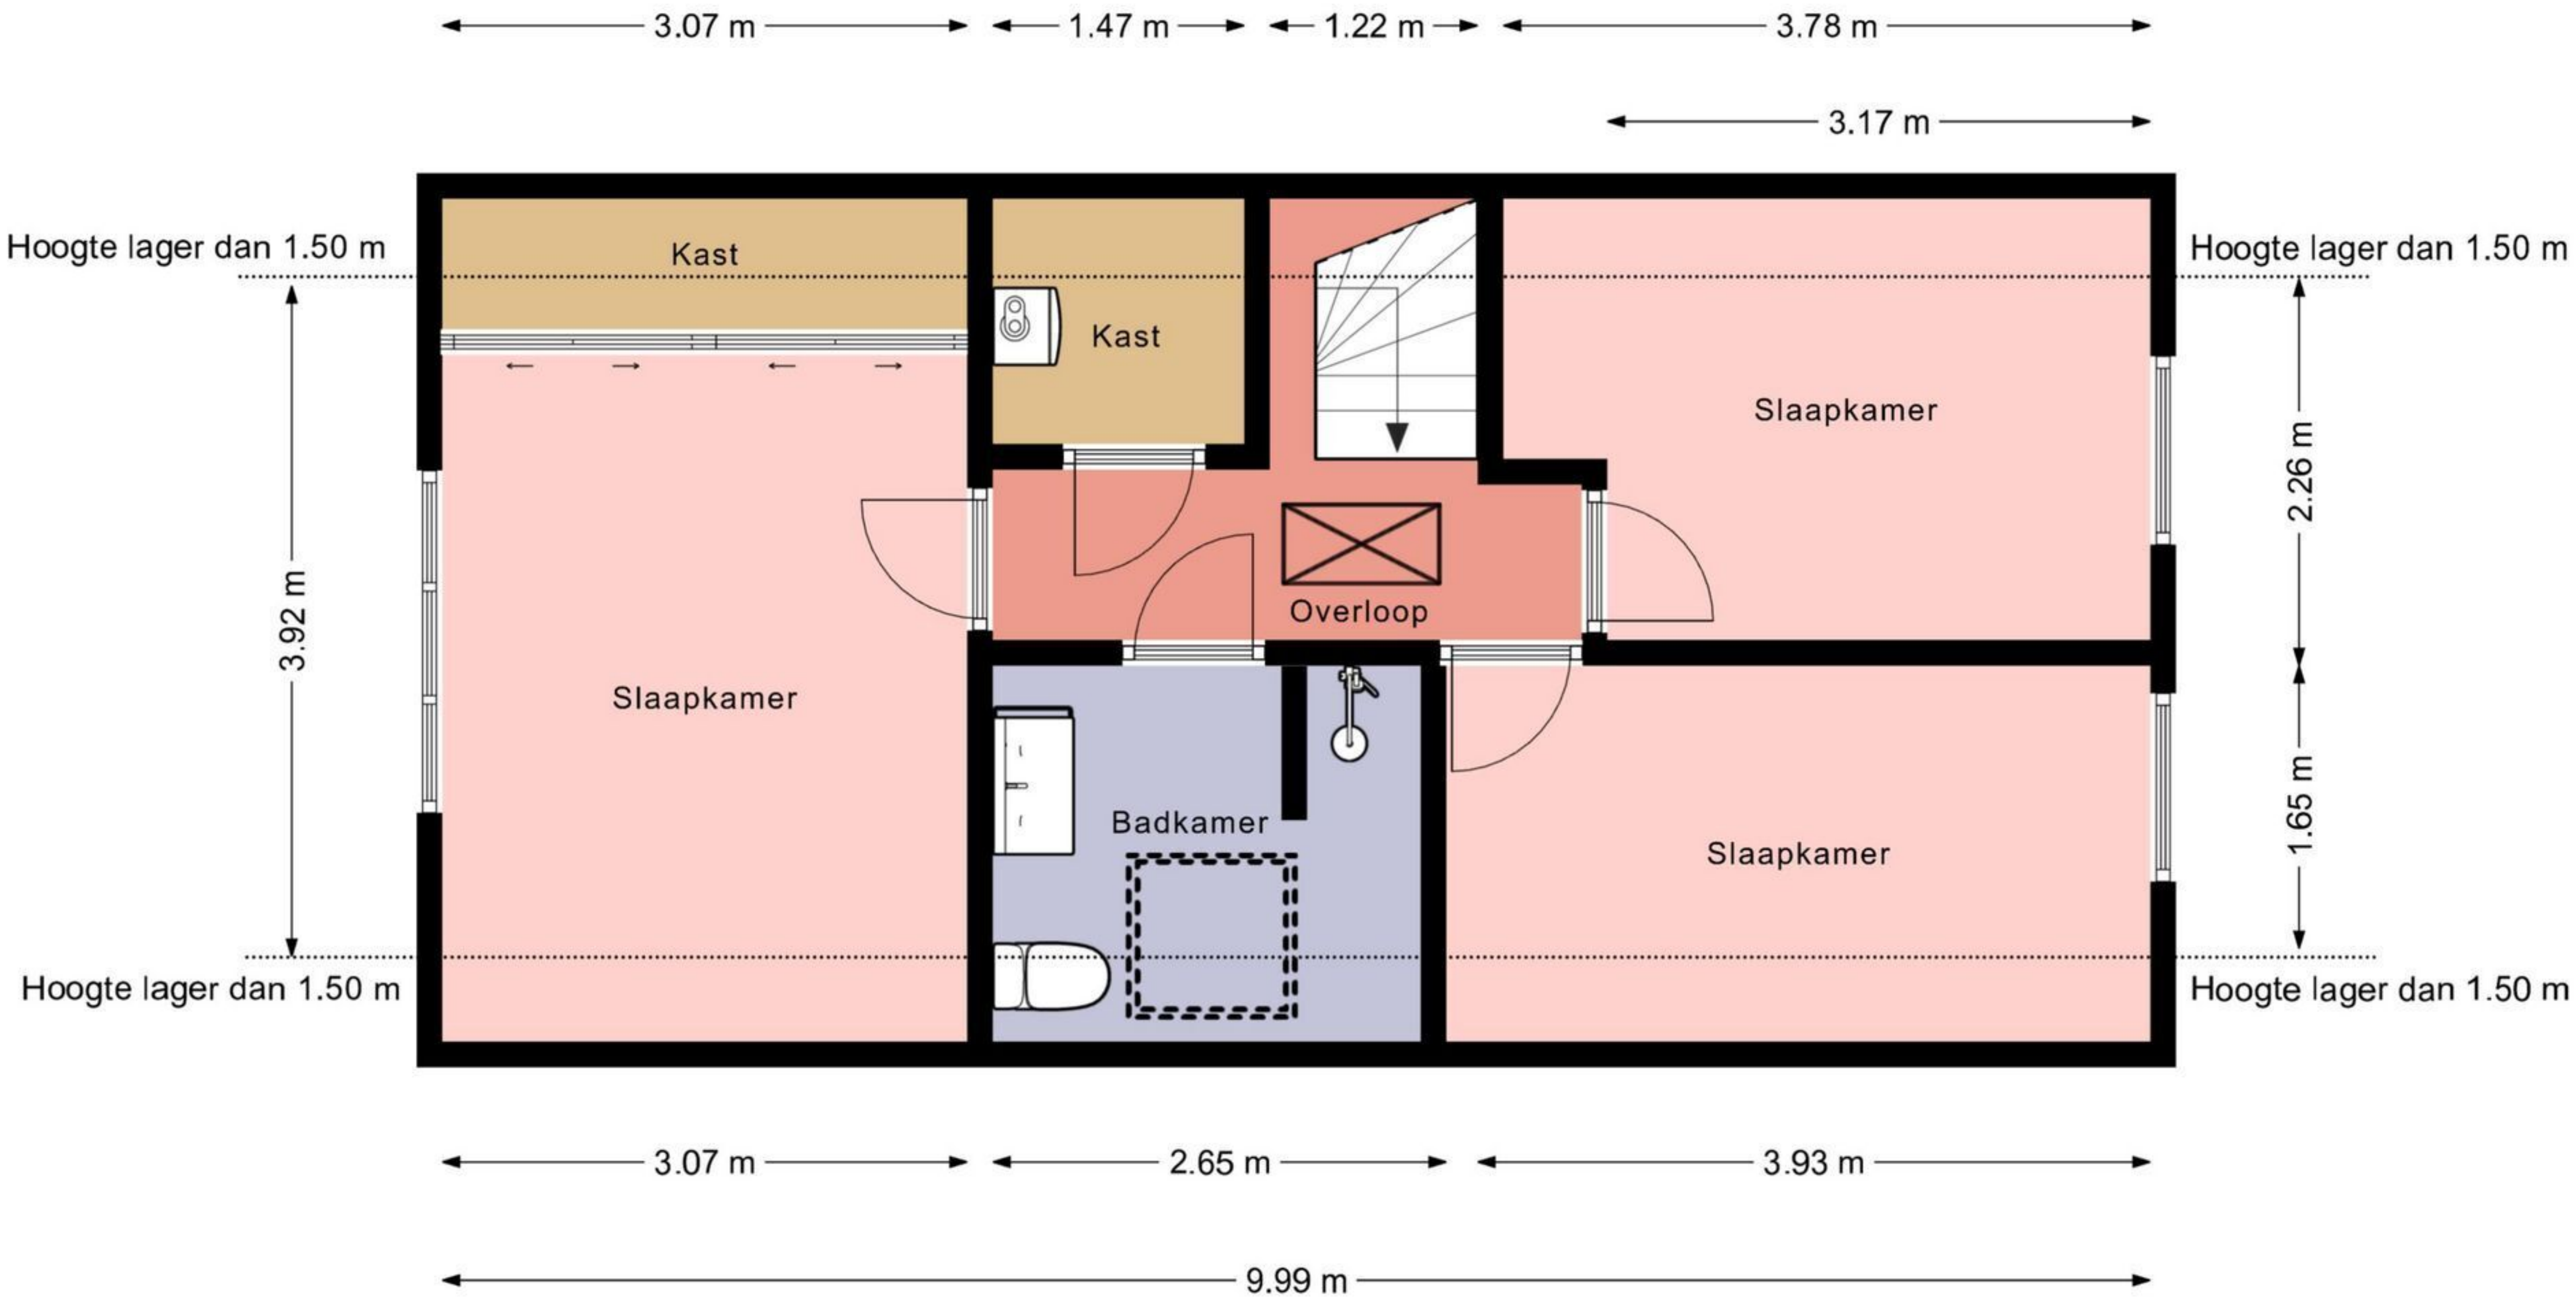 3.07 m
1.47 m
1.22 m
3.78 m
3.17 m
Hoogte lager dan 1.50 m
Hoogte lager dan 1.50 m
Kast
Kast
Slaapkamer
2.26 m
3.92 m
Overloop
Slaapkamer
Badkamer
Slaapkamer
1.65 m
Hoogte lager dan 1.50 m
Hoogte lager dan 1.50 m
3.07 m
2.65 m
3.93 m
9.99 m